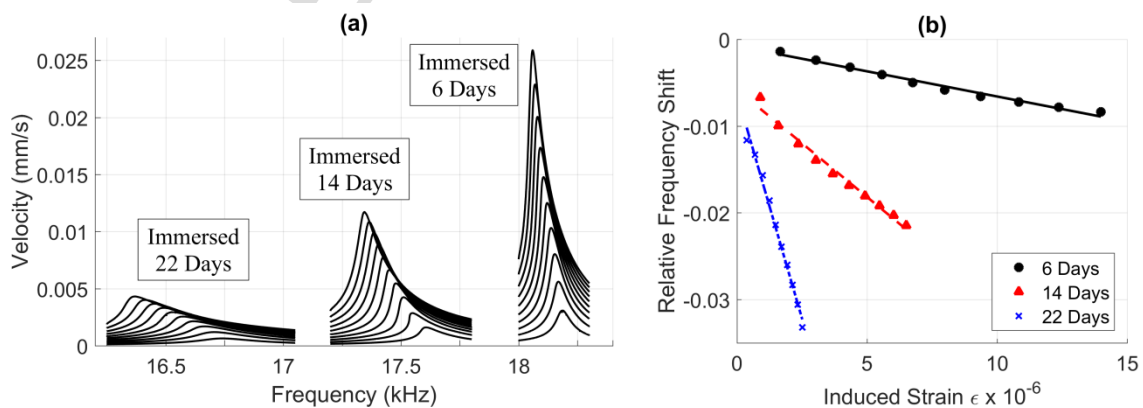 (a)
Velocity (mm/s)
0.025
0.02
0.015
0.01
0.005
0
Immersed
22 Days
Immersed
14 Days
Immersed
6 Days
16.5
17
17.5
18
Frequency (kHz)
(b)
Relative Frequency Shift
0
-0.01
-0.02
-0.03
6 Days
14 Days
22 Days
0
5
10
15
Induced Strain ϵ x 10⁻⁶